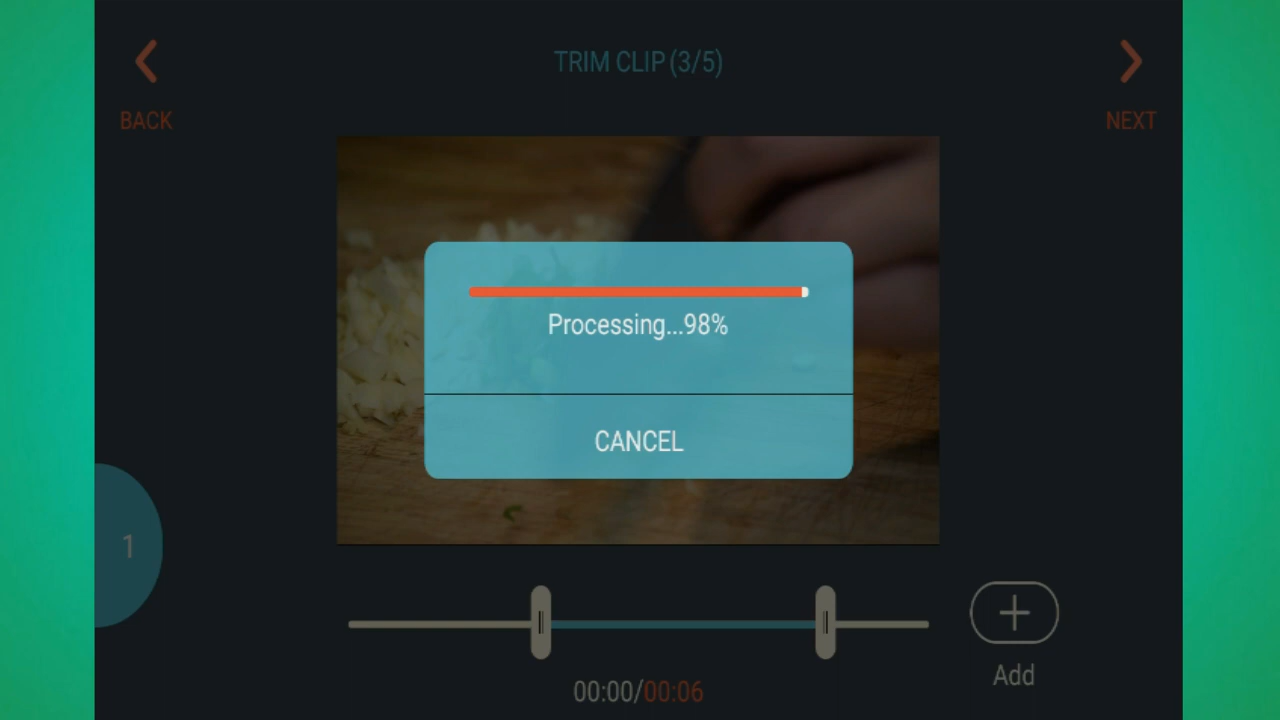 TRIM CLIP (3/5)
BACK
NEXT
Processing...98%
CANCEL
1
00:00/00:06
Add